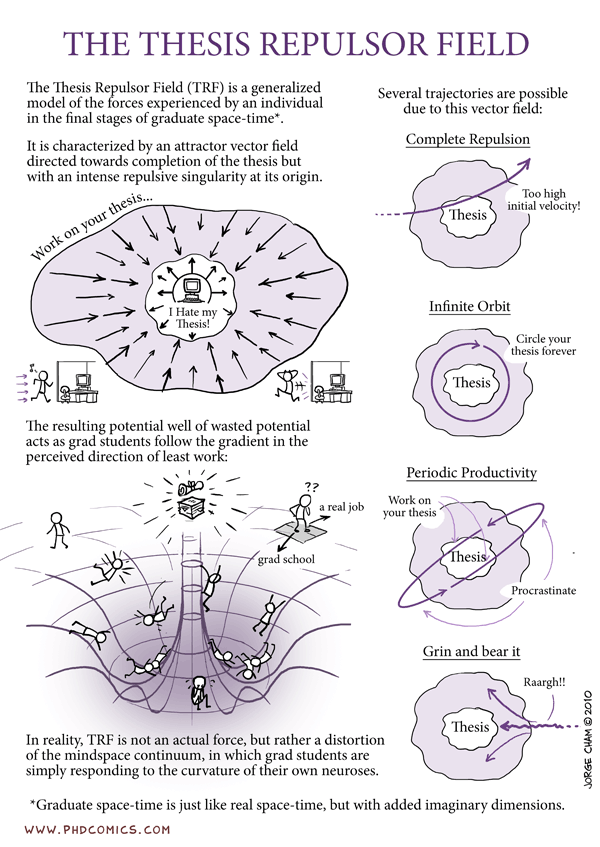 THE THESIS REPULSOR FIELD
The Thesis Repulsor Field (TRF) is a generalized
model of the forces experienced by an individual
in the final stages of graduate space-time*.
It is characterized by an attractor vector field
directed towards completion of the thesis but
with an intense repulsive singularity at its origin.
Work on your thesis...
I Hate my
Thesis!
The resulting potential well of wasted potential
acts as grad students follow the gradient in the
perceived direction of least work:
??
a real job
grad school
In reality, TRF is not an actual force, but rather a distortion
of the mindspace continuum, in which grad students are
simply responding to the curvature of their own neuroses.
Several trajectories are possible
due to this vector field:
Complete Repulsion
Thesis
Too high
initial velocity!
Infinite Orbit
Circle your
thesis forever
Thesis
Periodic Productivity
Work on
your thesis
Thesis
Procrastinate
Grin and bear it
Raargh!!
Thesis
JORGE CHAM © 2010
*Graduate space-time is just like real space-time, but with added imaginary dimensions.
WWW.PHDCOMICS.COM